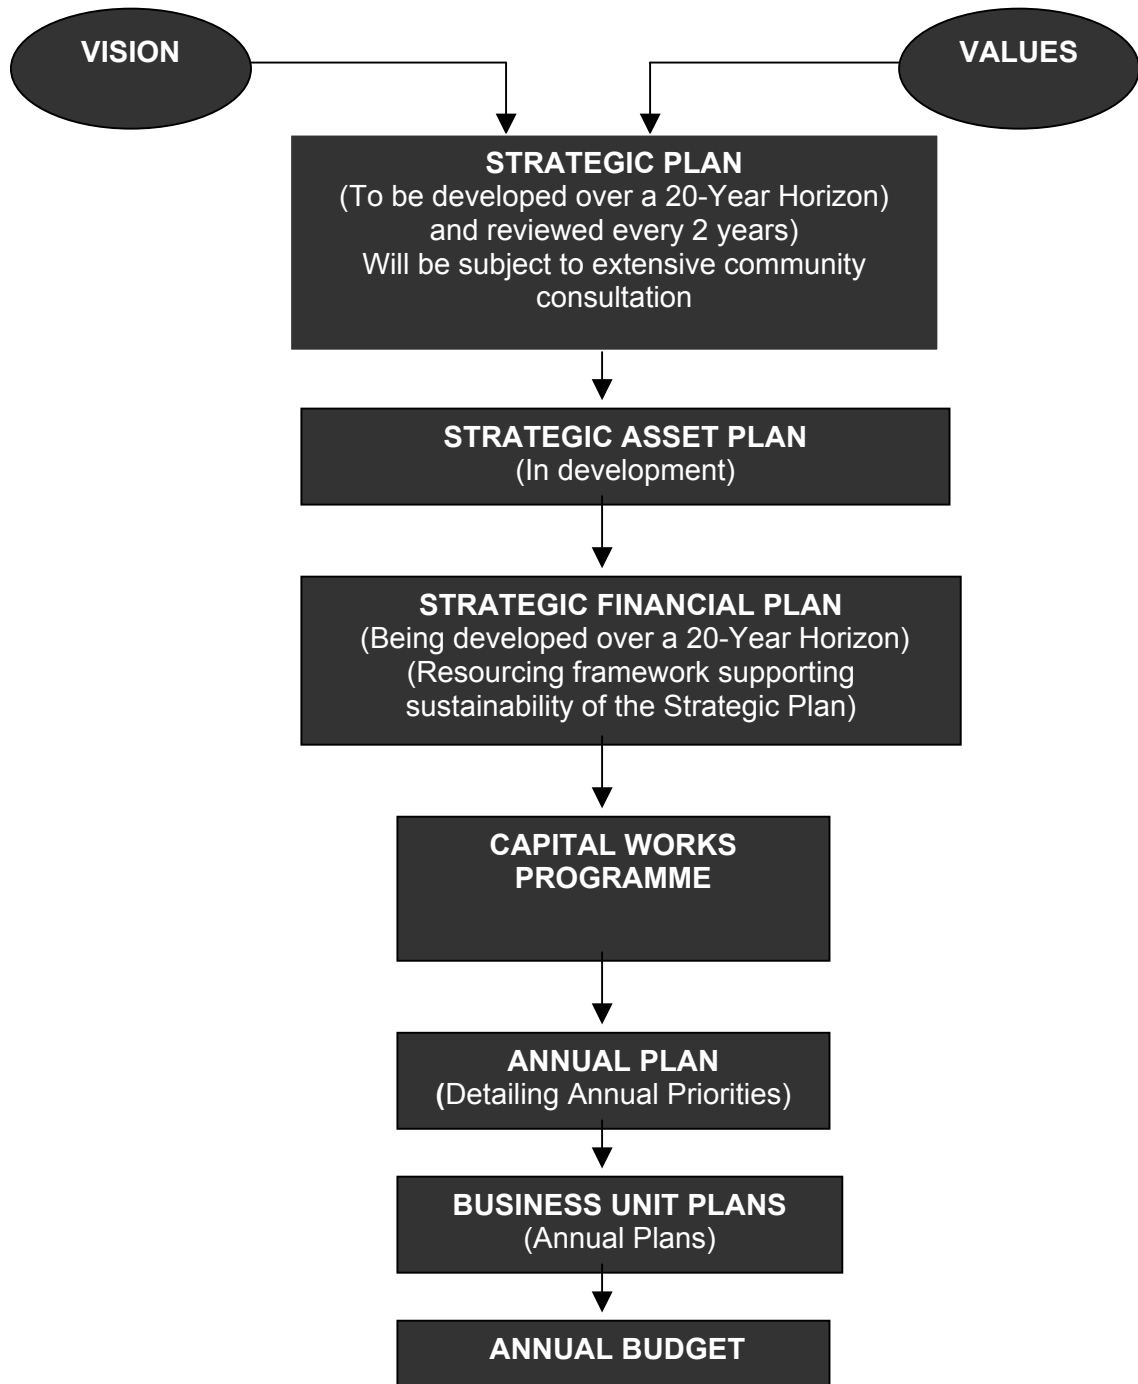 VISION
VALUES
STRATEGIC PLAN
(To be developed over a 20-Year Horizon)
and reviewed every 2 years)
Will be subject to extensive community
consultation
STRATEGIC ASSET PLAN
(In development)
STRATEGIC FINANCIAL PLAN
(Being developed over a 20-Year Horizon)
(Resourcing framework supporting
sustainability of the Strategic Plan)
CAPITAL WORKS
PROGRAMME
ANNUAL PLAN
(Detailing Annual Priorities)
BUSINESS UNIT PLANS
(Annual Plans)
ANNUAL BUDGET